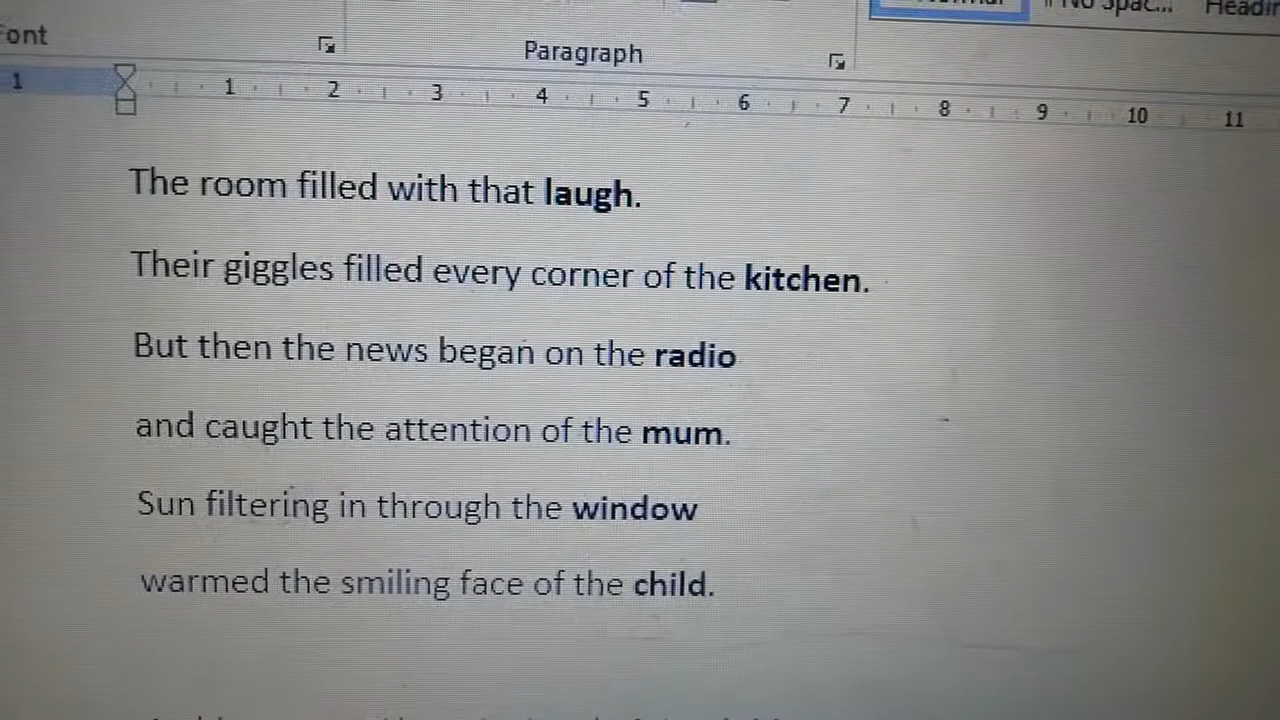 Font
Paragraph
1 1 2 3 4 5 6 7 8 9 10 11
The room filled with that laugh.
Their giggles filled every corner of the kitchen.
But then the news began on the radio
and caught the attention of the mum.
Sun filtering in through the window
warmed the smiling face of the child.